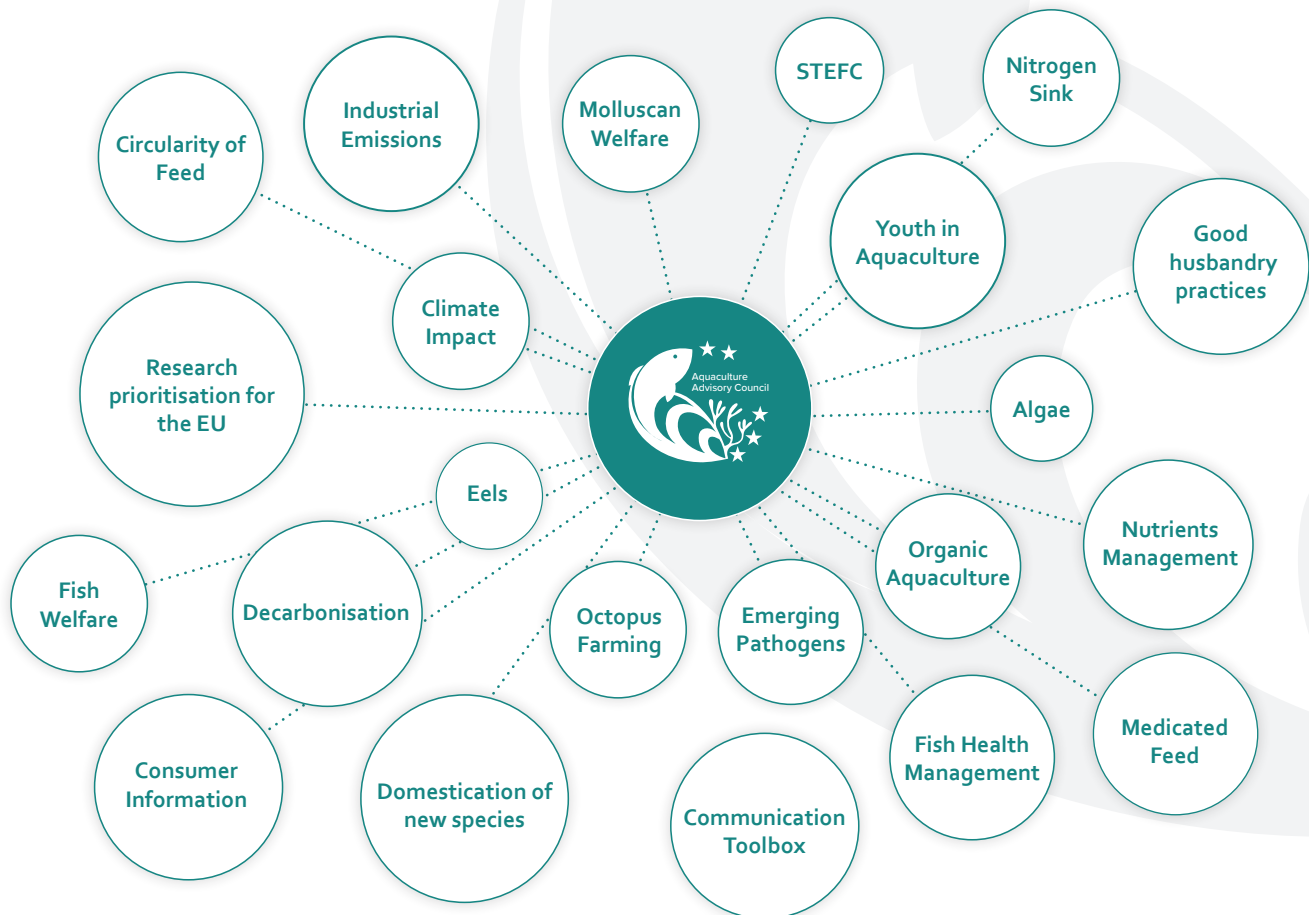 STEFC
Nitrogen
Sink
Industrial
Emissions
Molluscan
Welfare
Circularity of
Feed
Youth in
Aquaculture
Good
husbandry
practices
Climate
Impact
Research
prioritisation for
the EU
Aquaculture
Advisory Council
Algae
Eels
Nutrients
Management
Organic
Aquaculture
Fish
Welfare
Decarbonisation
Octopus
Farming
Emerging
Pathogens
Medicated
Feed
Fish Health
Management
Consumer
Information
Domestication of
new species
Communication
Toolbox